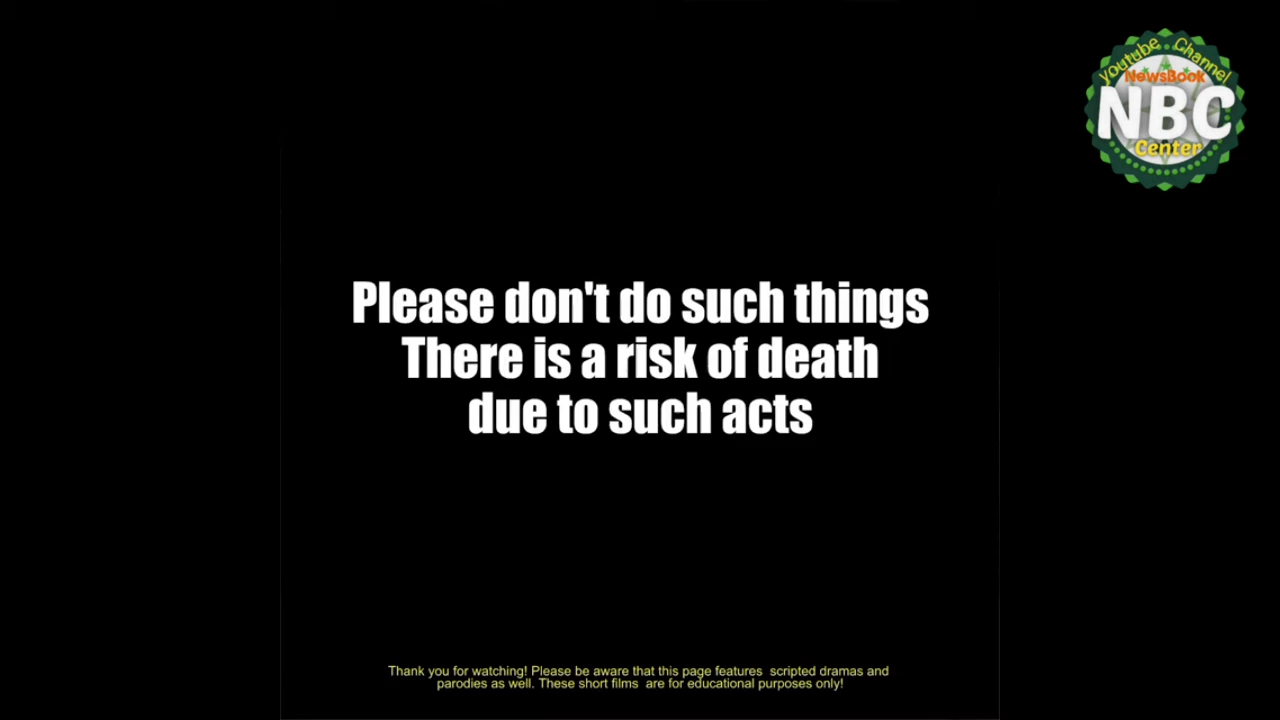 Youtube Channel
NewsBook
NBC
Center
Please don't do such things
There is a risk of death
due to such acts
Thank you for watching! Please be aware that this page features  scripted dramas and
parodies as well. These short films  are for educational purposes only!